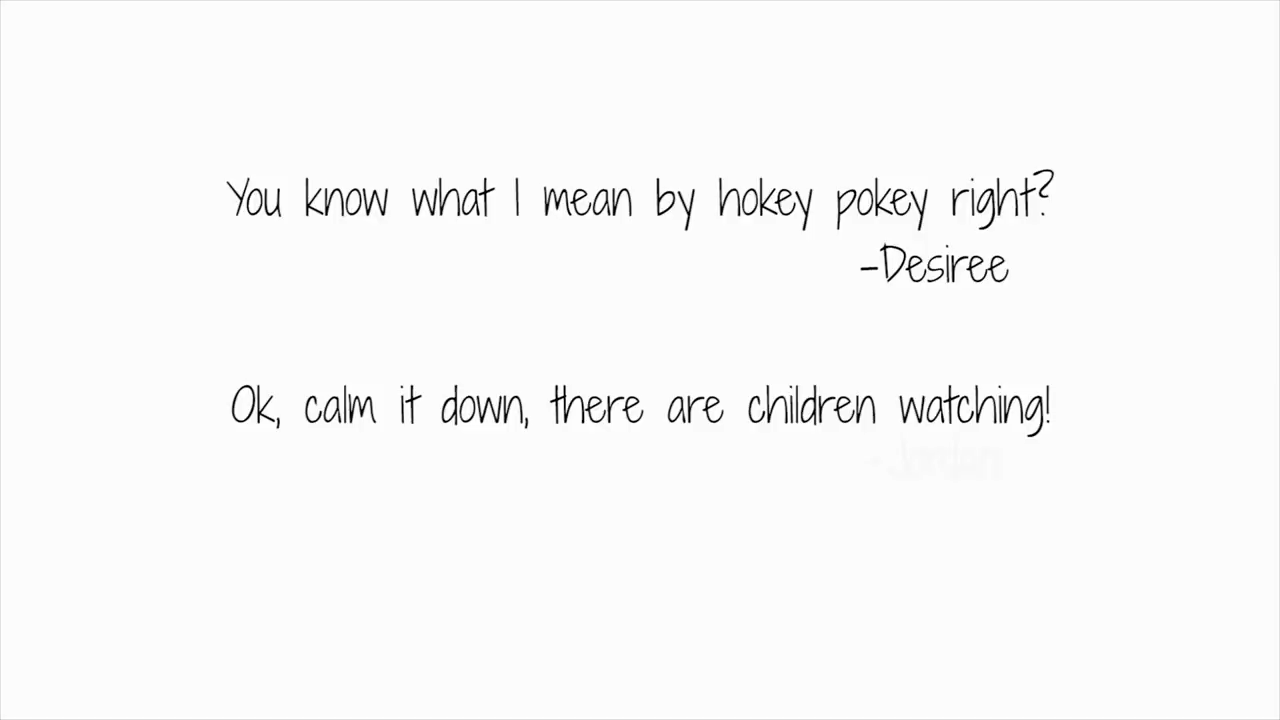 You know what I mean by hokey pokey right?
-Desiree
Ok, calm it down, there are children watching!